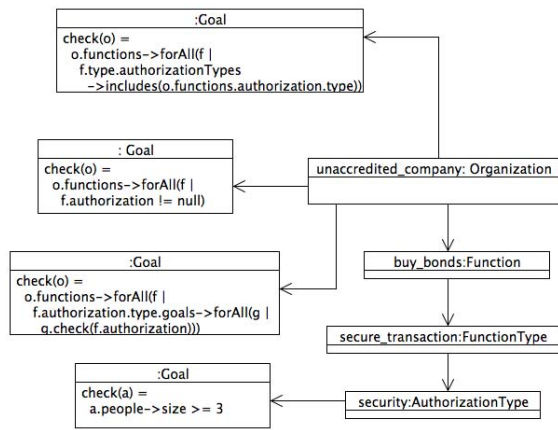 :Goal
check(o) =
o.functions->forAll(f |
f.type.authorizationTypes
->includes(o.functions.authorization.type))
: Goal
check(o) =
o.functions->forAll(f |
f.authorization != null)
unaccredited_company: Organization
:Goal
check(o) =
o.functions->forAll(f |
f.authorization.type.goals->forAll(g |
g.check(f.authorization)))
buy_bonds:Function
secure_transaction:FunctionType
:Goal
check(a) =
a.people->size >= 3
security:AuthorizationType